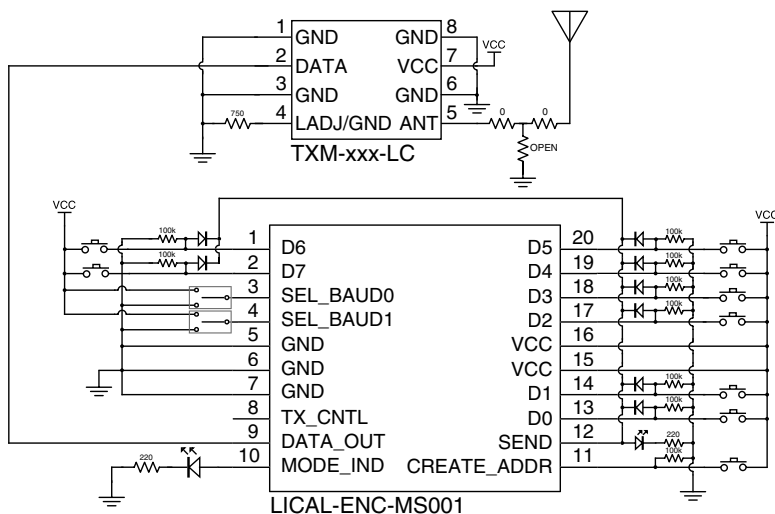 1 GND GND 8
2 DATA VCC 7 VCC
3 GND GND 6
750 4 LADJ/GND ANT 5 0 0
OPEN
TXM-xxx-LC
VCC VCC
100k 1 D6 D5 20 100k
100k 2 D7 D4 19 100k
3 SEL_BAUD0 D3 18 100k
4 SEL_BAUD1 D2 17 100k
5 GND VCC 16
6 GND VCC 15
7 GND D1 14 100k
8 TX_CNTL D0 13 100k
9 DATA_OUT SEND 12 220
220 10 MODE_IND CREATE_ADDR 11 100k
LICAL-ENC-MS001